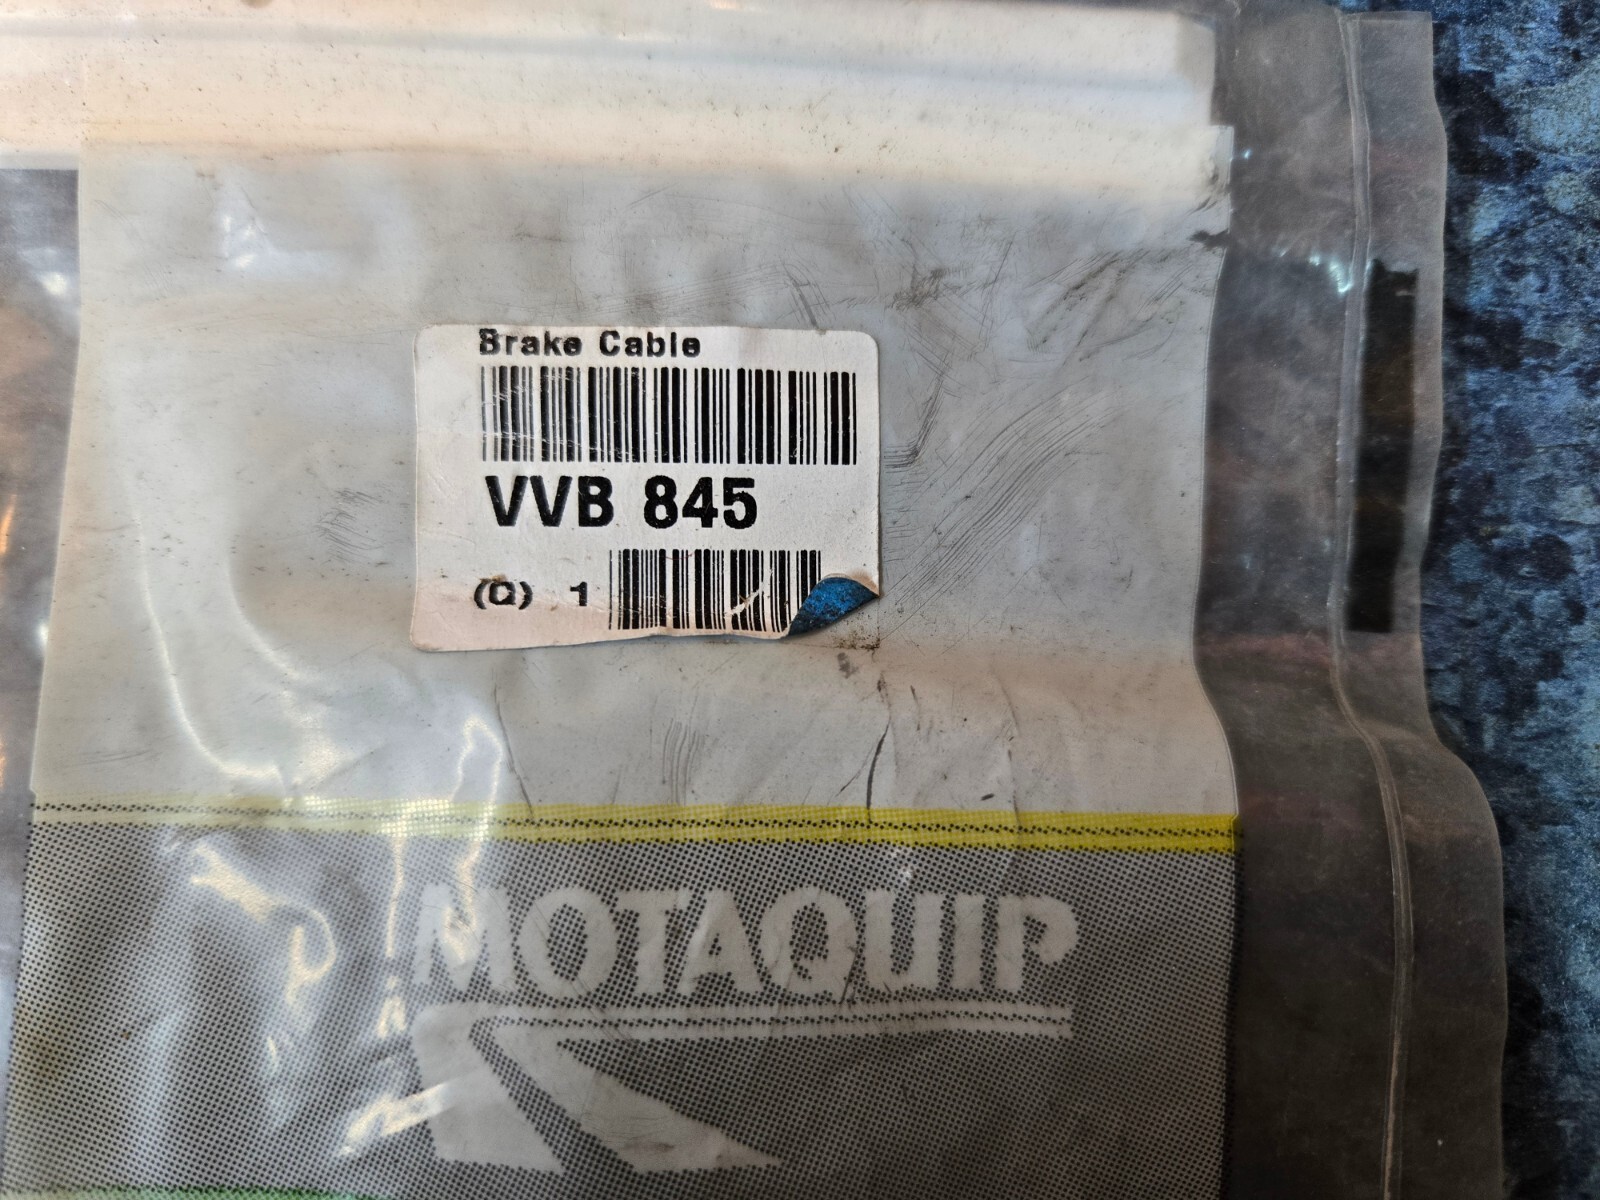 Brake Cable
VVB 845
(Q) 1
MOTAQUIP